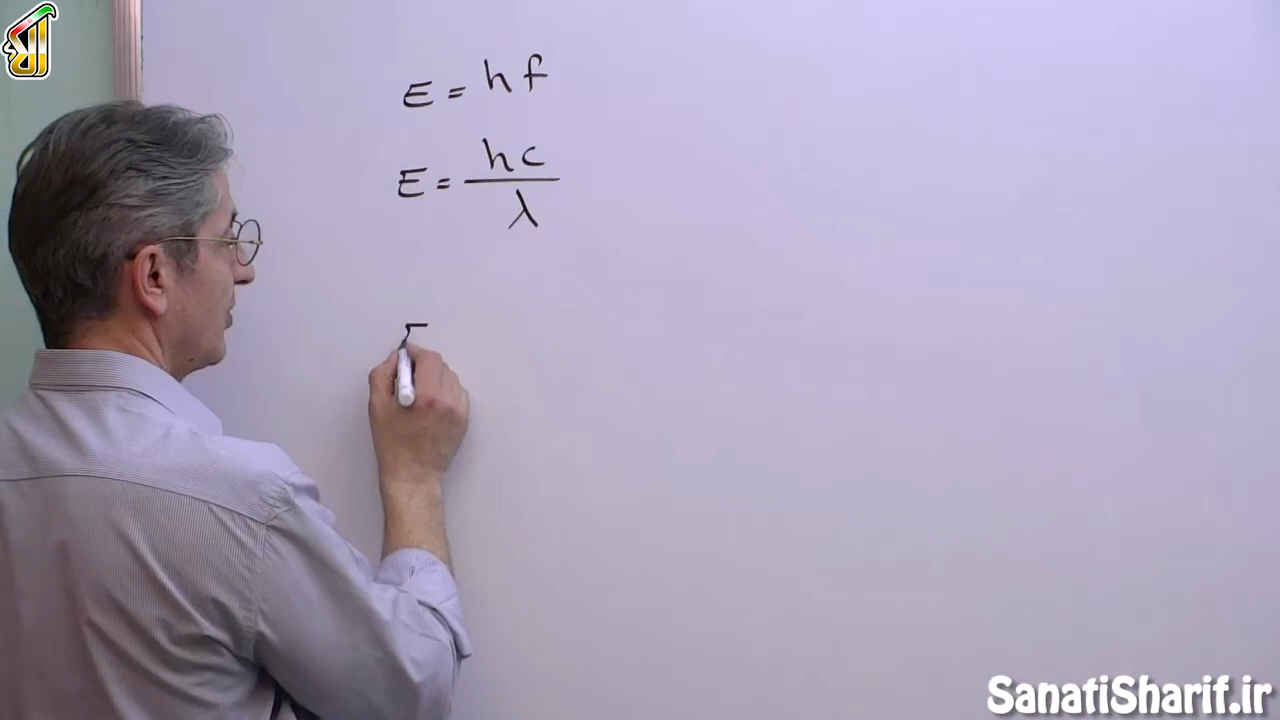 E = hf
E = hc / λ
SanatiSharif.ir